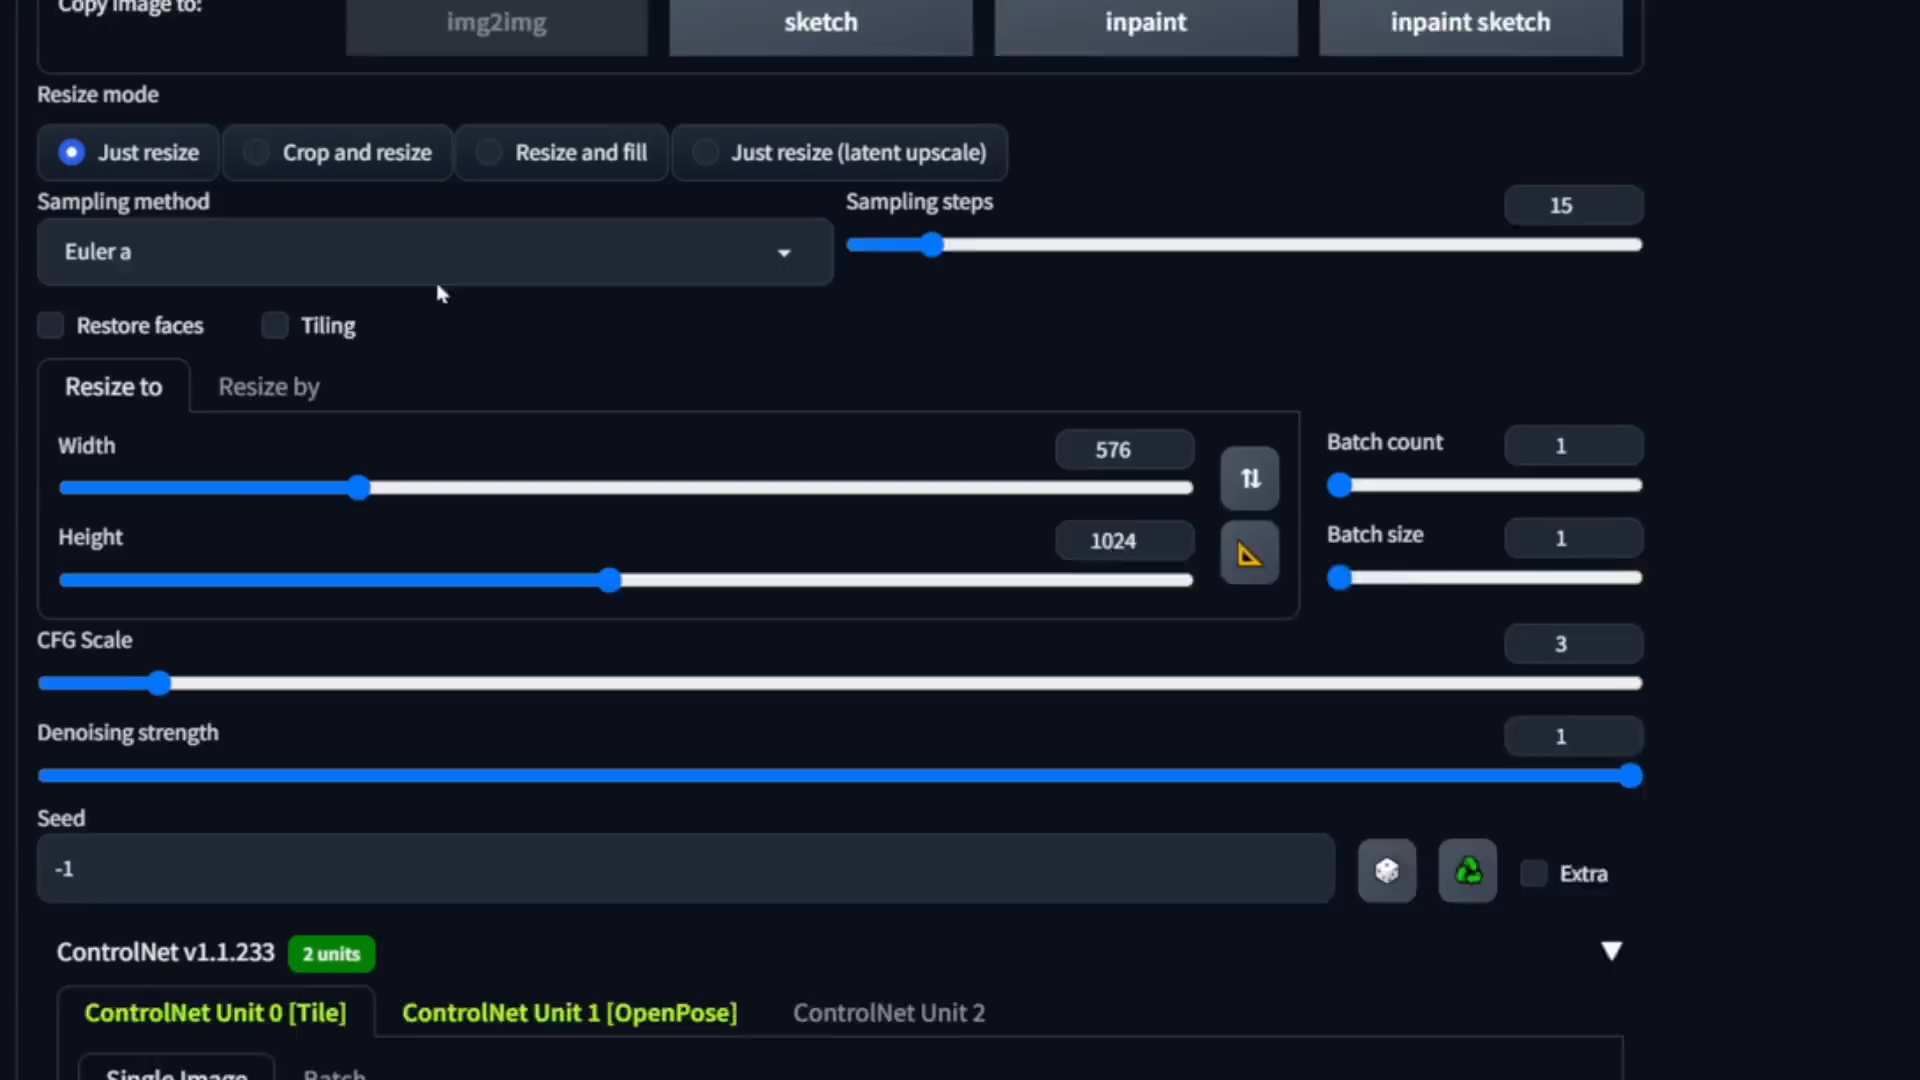 Copy image to:
img2img
sketch
inpaint
inpaint sketch
Resize mode
Just resize
Crop and resize
Resize and fill
Just resize (latent upscale)
Sampling method
Sampling steps
15
Euler a
Restore faces
Tiling
Resize to
Resize by
Width
576
Batch count
1
Height
1024
Batch size
1
CFG Scale
3
Denoising strength
1
Seed
-1
Extra
ControlNet v1.1.233
2 units
ControlNet Unit 0 [Tile]
ControlNet Unit 1 [OpenPose]
ControlNet Unit 2
Single Image
Batch